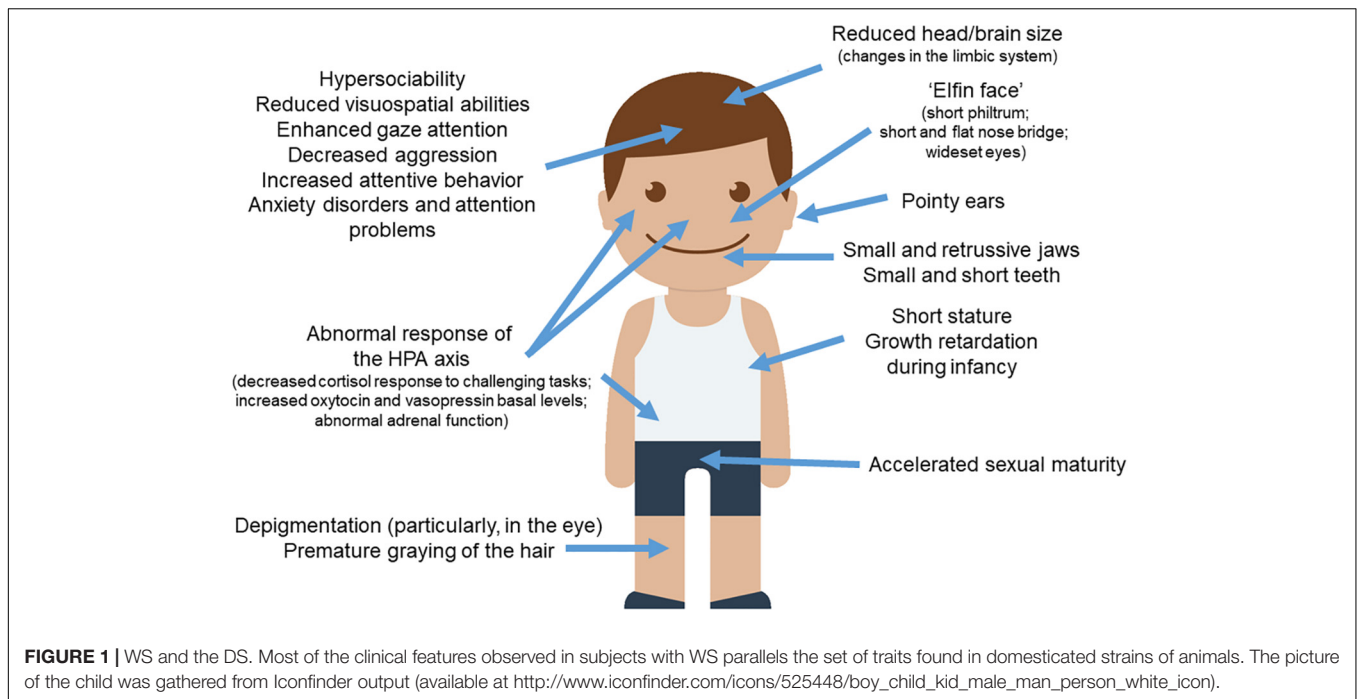 Reduced head/brain size
(changes in the limbic system)
Hypersociability
Reduced visuospatial abilities
Enhanced gaze attention
Decreased aggression
Increased attentive behavior
Anxiety disorders and attention
problems
'Elfin face'
(short philtrum;
short and flat nose bridge;
wideset eyes)
Pointy ears
Small and retrussive jaws
Small and short teeth
Abnormal response of
the HPA axis
(decreased cortisol response to challenging tasks;
increased oxytocin and vasopressin basal levels;
abnormal adrenal function)
Short stature
Growth retardation
during infancy
Accelerated sexual maturity
Depigmentation (particularly, in the eye)
Premature graying of the hair
FIGURE 1 | WS and the DS. Most of the clinical features observed in subjects with WS parallels the set of traits found in domesticated strains of animals. The picture
of the child was gathered from Iconfinder output (available at http://www.iconfinder.com/icons/525448/boy_child_kid_male_man_person_white_icon).